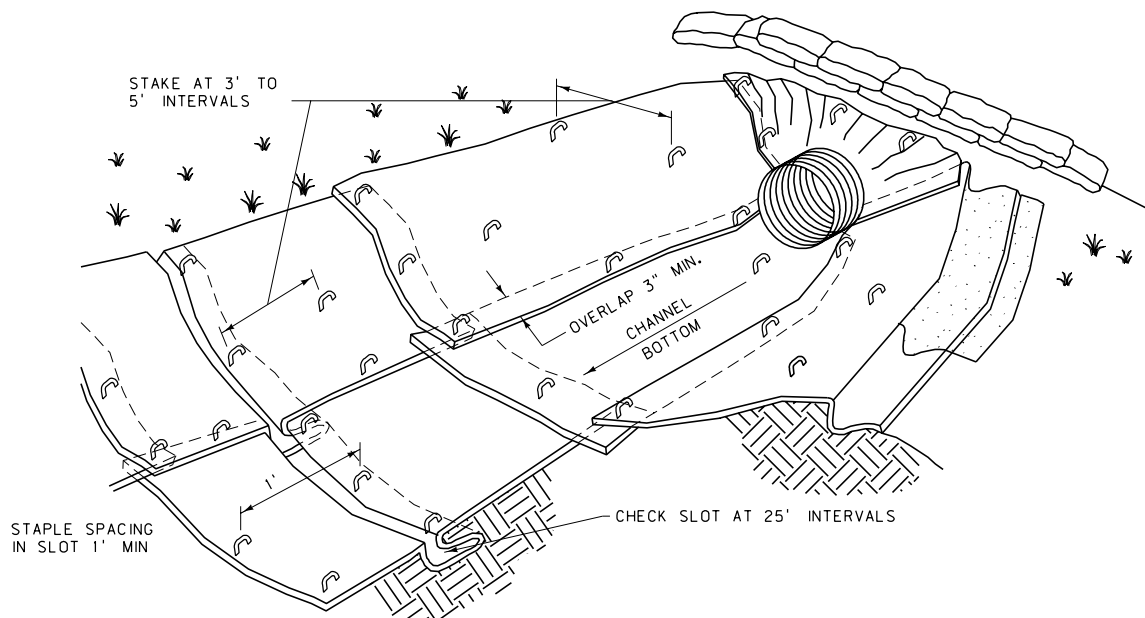 STAKE AT 3' TO
5' INTERVALS
OVERLAP 3" MIN.
CHANNEL
BOTTOM
1'
STAPLE SPACING
IN SLOT 1' MIN
CHECK SLOT AT 25' INTERVALS